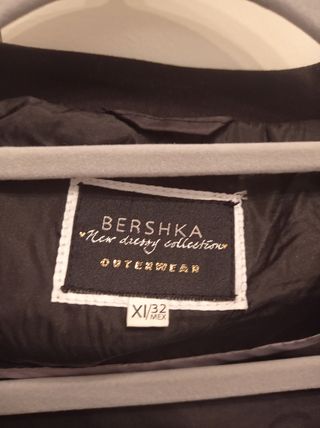 BERSHKA
New dressy collection
OUTERWEAR
XL/32
MEX